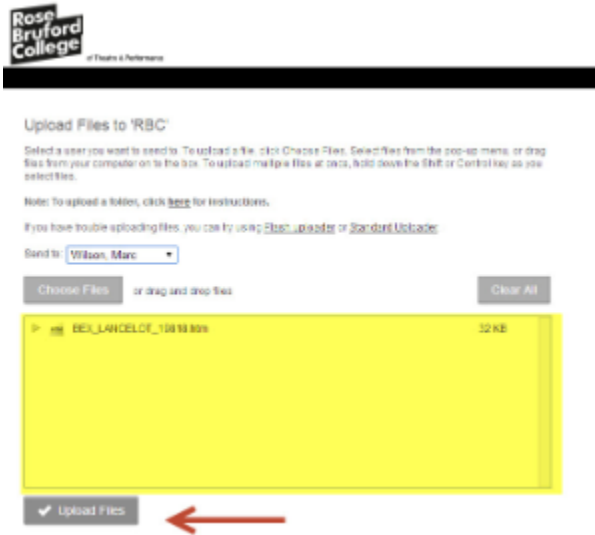 Rose
Bruford
College
of Theatre & Performance
Upload Files to 'RBC'
Select a user you want to send to. To upload a file, click Choose Files. Select files from the pop-up menu, or drag
files from your computer on to the box. To upload multiple files at once, hold down the Shift or Control key as you
select files.
Note: To upload a folder, click here for instructions.
If you have trouble uploading files, you can try using Flash uploader or Standard Uploader
Send to: Wilson, Marc
Choose Files or drag and drop files Clear All
32 KB
Upload Files